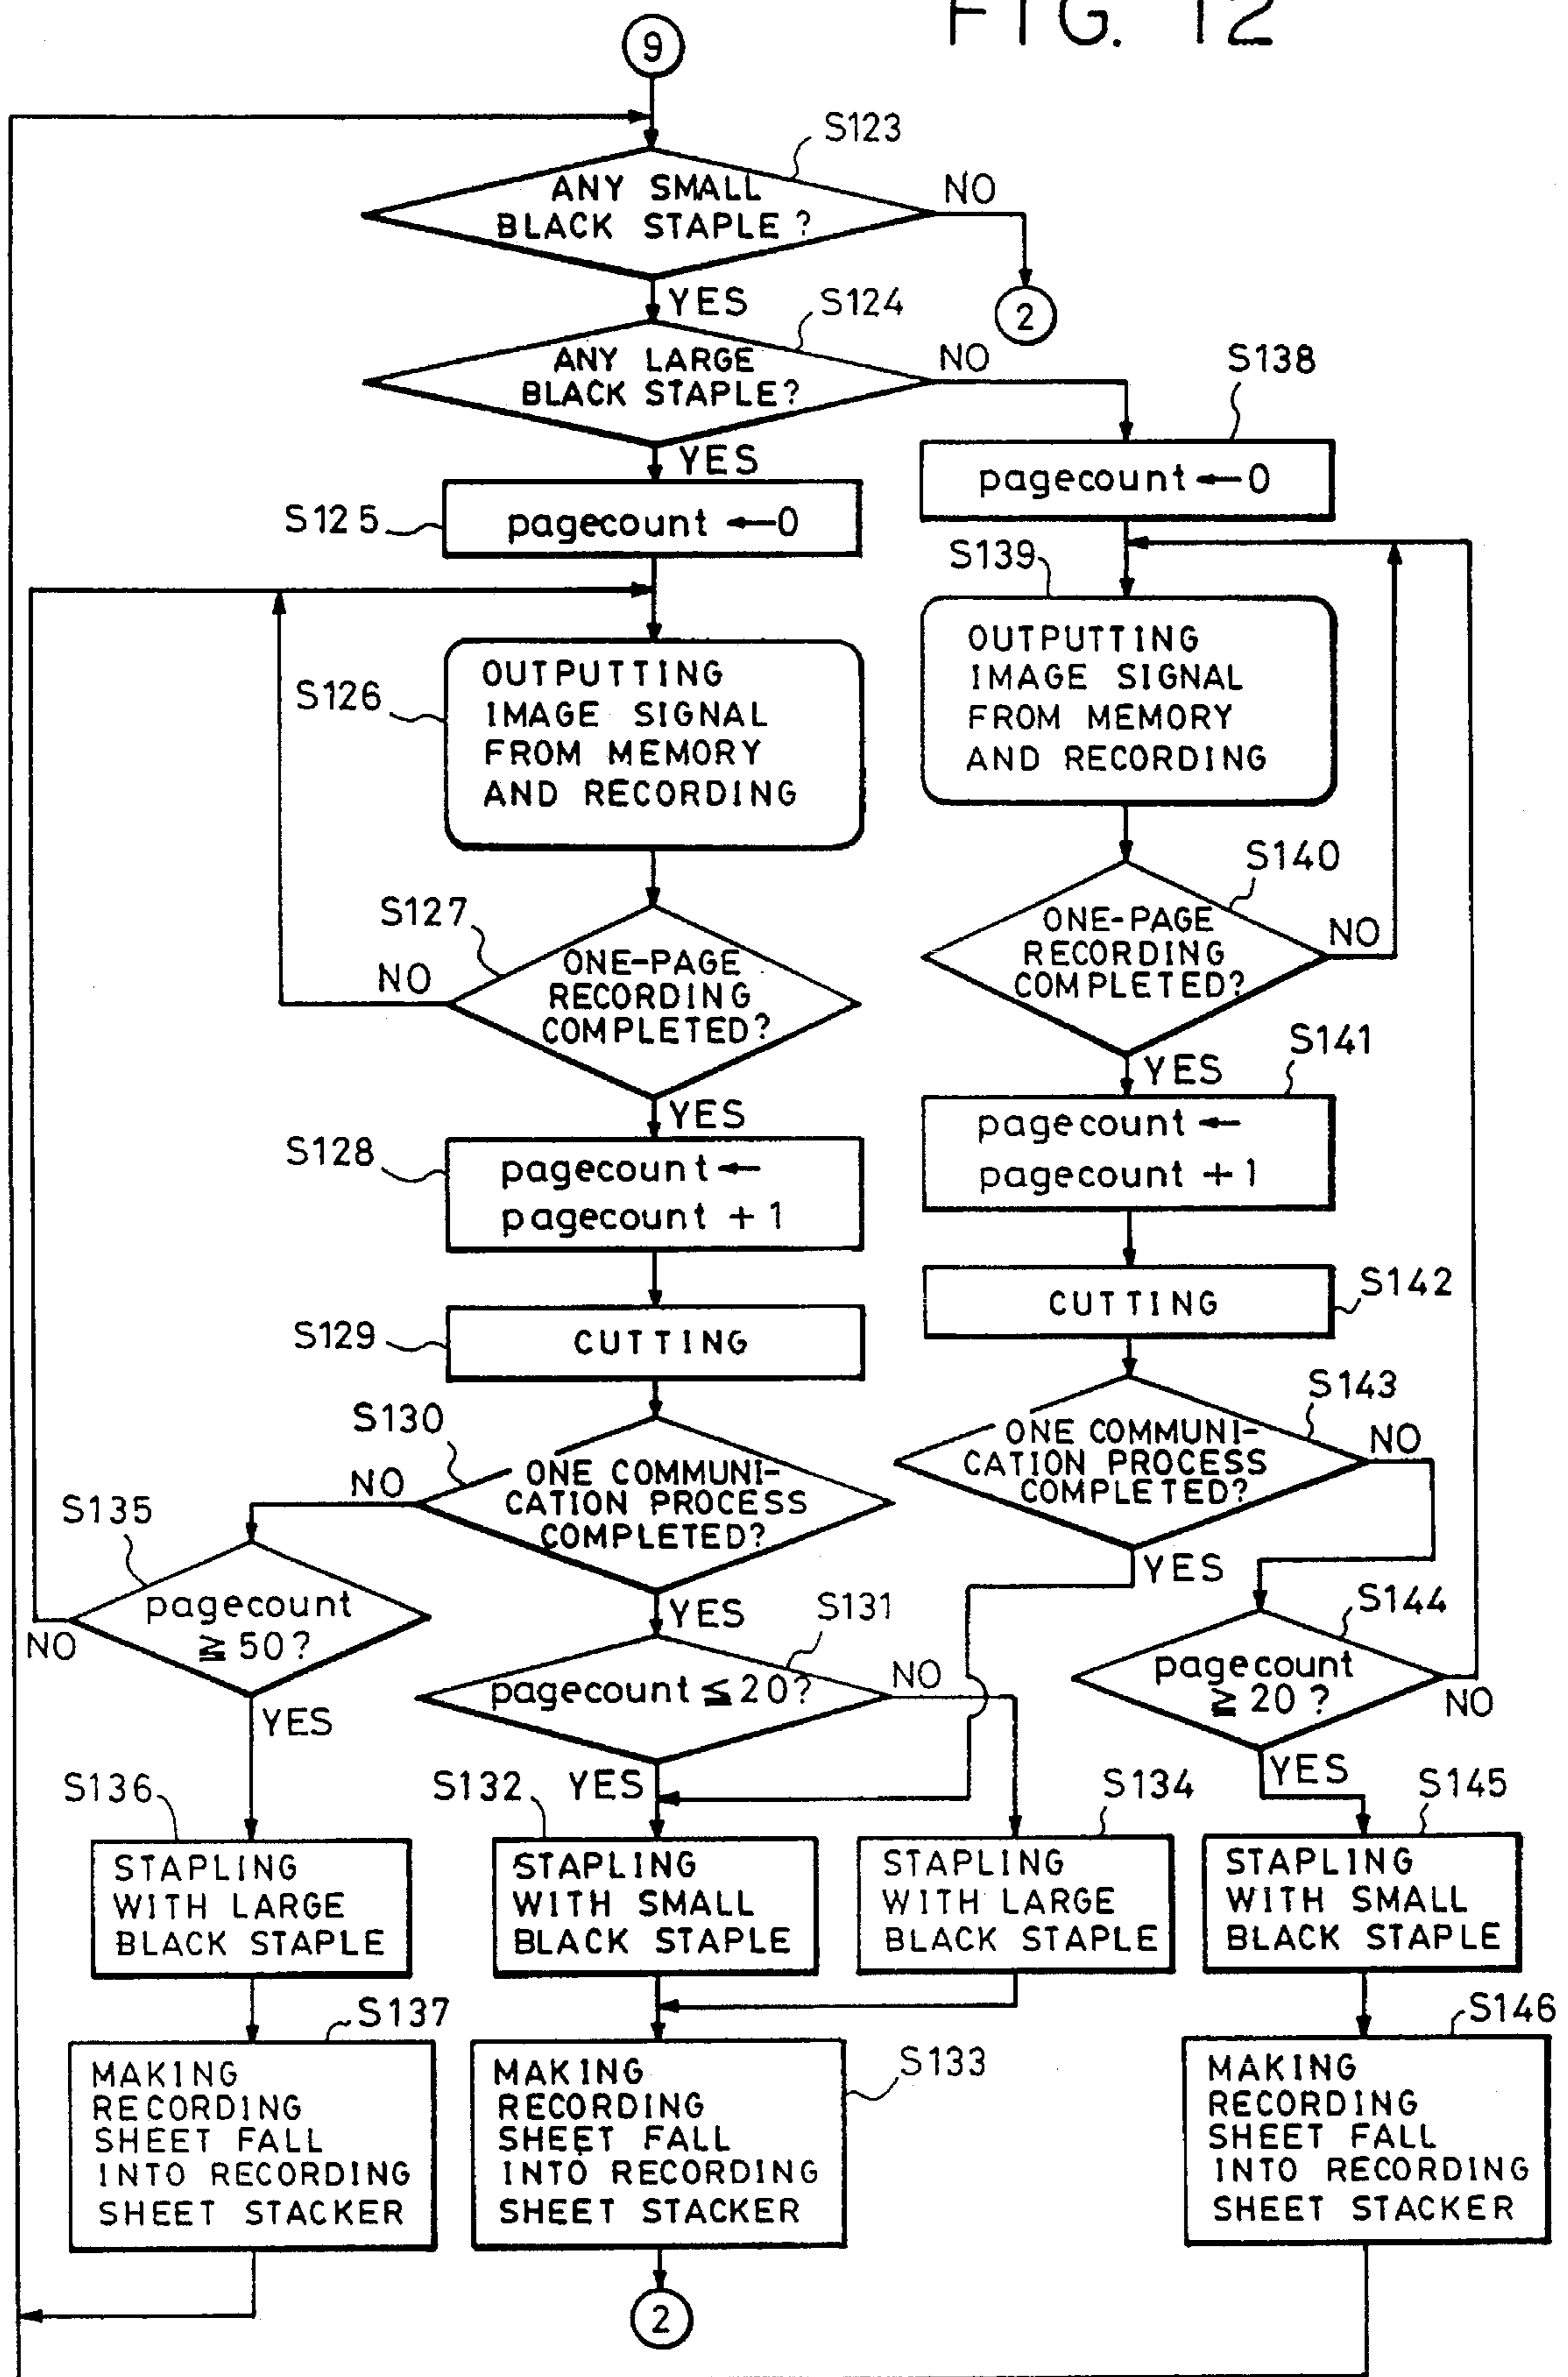 FIG. 12
9
S123
ANY SMALL
BLACK STAPLE?
NO
2
YES
S124
ANY LARGE
BLACK STAPLE?
NO
S138
pagecount ← 0
YES
S125
pagecount ← 0
S139
OUTPUTTING
IMAGE SIGNAL
FROM MEMORY
AND RECORDING
S126
OUTPUTTING
IMAGE SIGNAL
FROM MEMORY
AND RECORDING
S140
ONE-PAGE
RECORDING
COMPLETED?
NO
S127
ONE-PAGE
RECORDING
COMPLETED?
NO
YES
S141
pagecount ←
pagecount + 1
YES
S128
pagecount ←
pagecount + 1
S142
CUTTING
S129
CUTTING
S143
ONE COMMUNI-
CATION PROCESS
COMPLETED?
NO
YES
S130
ONE COMMUNI-
CATION PROCESS
COMPLETED?
NO
YES
S135
pagecount
≧ 50?
NO
YES
S131
pagecount ≦ 20?
NO
YES
S144
pagecount
≧ 20?
NO
YES
S136
STAPLING
WITH LARGE
BLACK STAPLE
S132
STAPLING
WITH SMALL
BLACK STAPLE
S134
STAPLING
WITH LARGE
BLACK STAPLE
S145
STAPLING
WITH SMALL
BLACK STAPLE
S137
MAKING
RECORDING
SHEET FALL
INTO RECORDING
SHEET STACKER
S133
MAKING
RECORDING
SHEET FALL
INTO RECORDING
SHEET STACKER
S146
MAKING
RECORDING
SHEET FALL
INTO RECORDING
SHEET STACKER
2